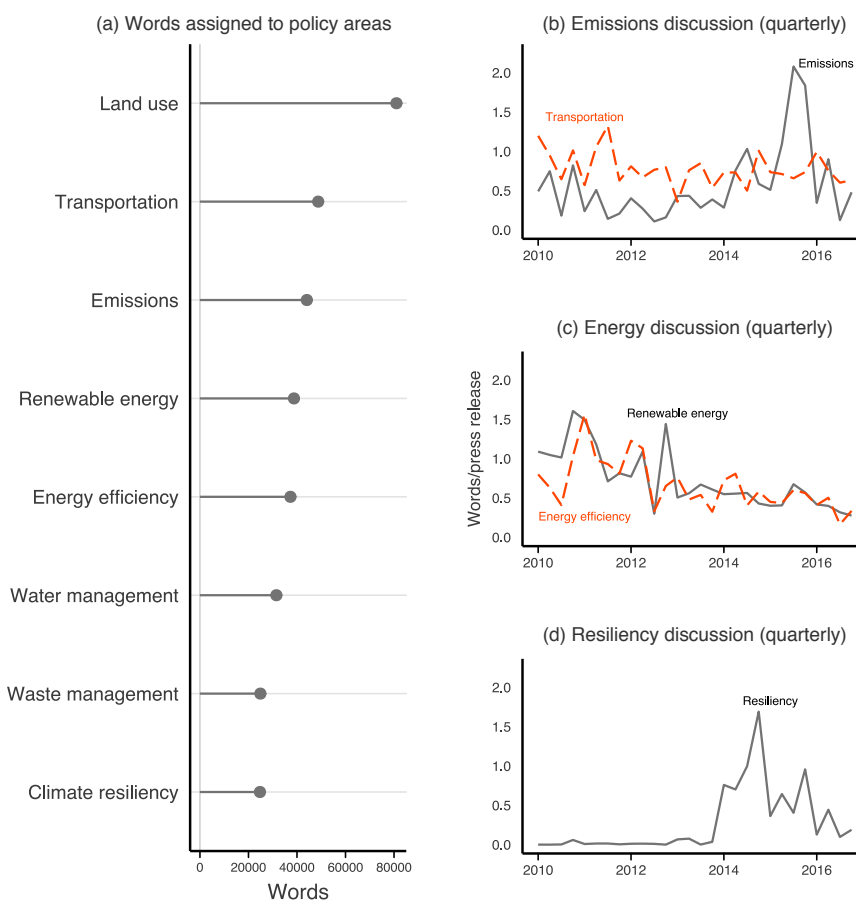 (a) Words assigned to policy areas
Land use
Transportation
Emissions
Renewable energy
Energy efficiency
Water management
Waste management
Climate resiliency
0 20000 40000 60000 80000
Words
(b) Emissions discussion (quarterly)
2.0
1.5
1.0
0.5
0.0
Emissions
Transportation
2010 2012 2014 2016
(c) Energy discussion (quarterly)
Words/press release
2.0
1.5
1.0
0.5
0.0
Renewable energy
Energy efficiency
2010 2012 2014 2016
(d) Resiliency discussion (quarterly)
2.0
1.5
1.0
0.5
0.0
Resiliency
2010 2012 2014 2016